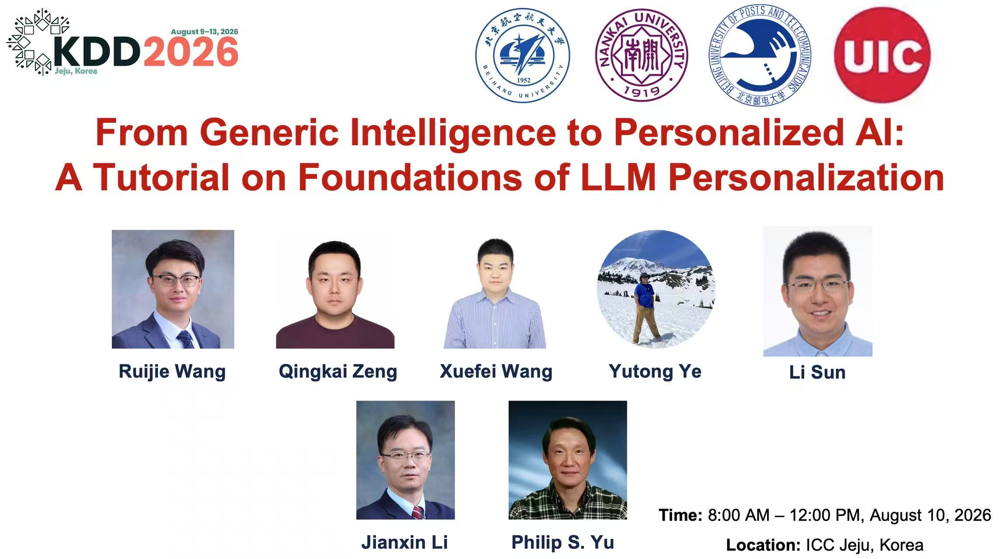 August 9–13, 2026
KDD2026
Jeju, Korea
北京航空航天大学
1952
BEIHANG UNIVERSITY
NANKAI UNIVERSITY
南開
1919
BEIJING UNIVERSITY OF POSTS AND TELECOMMUNICATIONS
北京邮电大学
UIC
From Generic Intelligence to Personalized AI:
A Tutorial on Foundations of LLM Personalization
Ruijie Wang
Qingkai Zeng
Xuefei Wang
Yutong Ye
Li Sun
Jianxin Li
Philip S. Yu
Time: 8:00 AM – 12:00 PM, August 10, 2026
Location: ICC Jeju, Korea